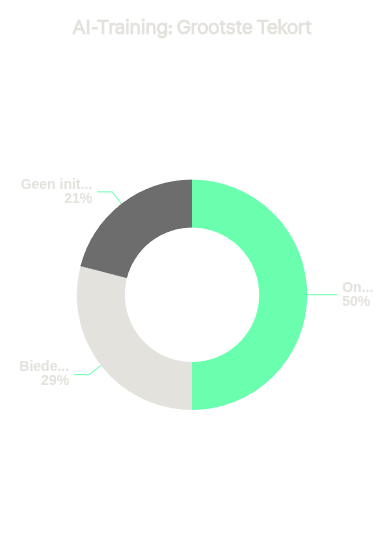 AI-Training: Grootste Tekort
Geen init...
21%
On...
50%
Biede...
29%